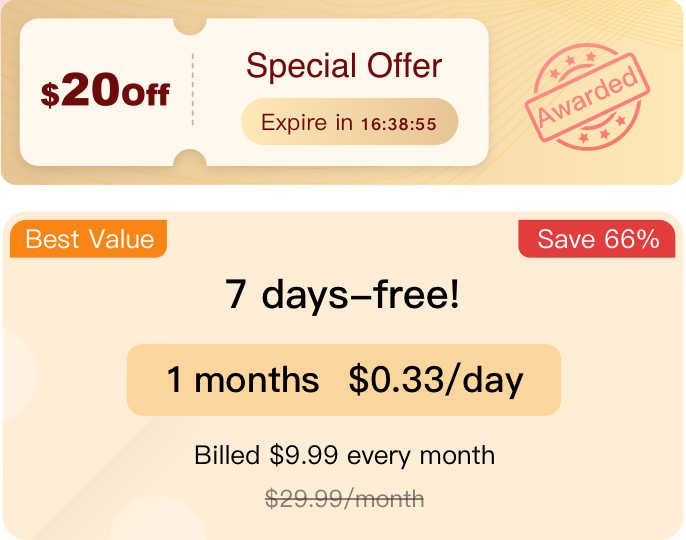 $20off
Special Offer
Expire in 16:38:55
Awarded
Best Value
Save 66%
7 days-free!
1 months $0.33/day
Billed $9.99 every month
$29.99/month